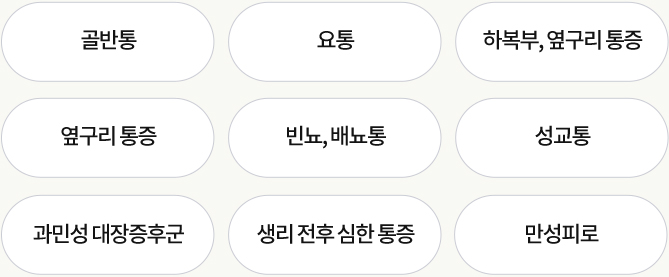 골반통
요통
하복부, 옆구리 통증
옆구리 통증
빈뇨, 배뇨통
성교통
과민성 대장증후군
생리 전후 심한 통증
만성피로